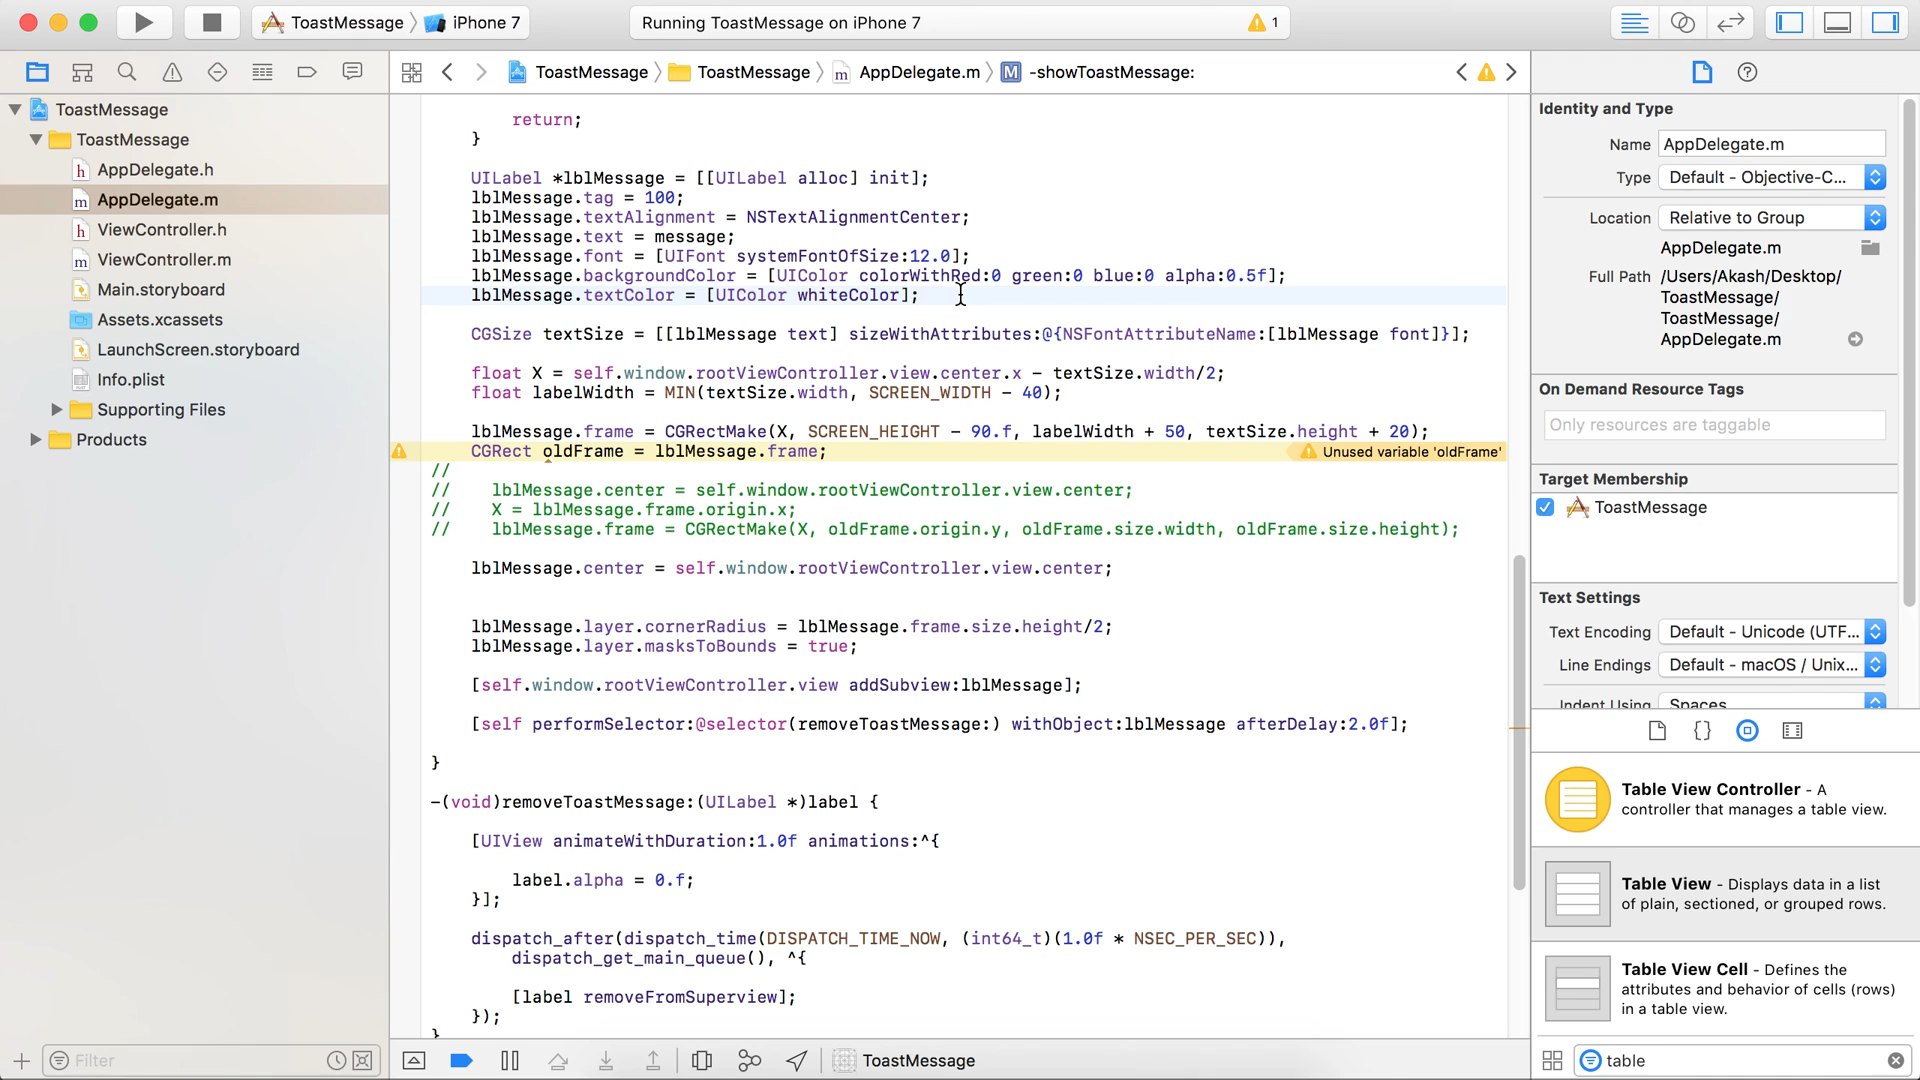 ToastMessage 〉 iPhone 7
Running ToastMessage on iPhone 7
1
ToastMessage 〉 ToastMessage 〉 AppDelegate.m 〉 M -showToastMessage:
ToastMessage
ToastMessage
h AppDelegate.h
m AppDelegate.m
h ViewController.h
m ViewController.m
Main.storyboard
Assets.xcassets
LaunchScreen.storyboard
Info.plist
Supporting Files
Products
Filter
return;
}
UILabel *lblMessage = [[UILabel alloc] init];
lblMessage.tag = 100;
lblMessage.textAlignment = NSTextAlignmentCenter;
lblMessage.text = message;
lblMessage.font = [UIFont systemFontOfSize:12.0];
lblMessage.backgroundColor = [UIColor colorWithRed:0 green:0 blue:0 alpha:0.5f];
lblMessage.textColor = [UIColor whiteColor];
CGSize textSize = [[lblMessage text] sizeWithAttributes:@{NSFontAttributeName:[lblMessage font]}];
float X = self.window.rootViewController.view.center.x - textSize.width/2;
float labelWidth = MIN(textSize.width, SCREEN_WIDTH - 40);
lblMessage.frame = CGRectMake(X, SCREEN_HEIGHT - 90.f, labelWidth + 50, textSize.height + 20);
CGRect oldFrame = lblMessage.frame;
Unused variable 'oldFrame'
//
// lblMessage.center = self.window.rootViewController.view.center;
// X = lblMessage.frame.origin.x;
// lblMessage.frame = CGRectMake(X, oldFrame.origin.y, oldFrame.size.width, oldFrame.size.height);
lblMessage.center = self.window.rootViewController.view.center;
lblMessage.layer.cornerRadius = lblMessage.frame.size.height/2;
lblMessage.layer.masksToBounds = true;
[self.window.rootViewController.view addSubview:lblMessage];
[self performSelector:@selector(removeToastMessage:) withObject:lblMessage afterDelay:2.0f];
}
-(void)removeToastMessage:(UILabel *)label {
[UIView animateWithDuration:1.0f animations:^{
label.alpha = 0.f;
}];
dispatch_after(dispatch_time(DISPATCH_TIME_NOW, (int64_t)(1.0f * NSEC_PER_SEC)),
dispatch_get_main_queue(), ^{
[label removeFromSuperview];
});
}
ToastMessage
Identity and Type
Name AppDelegate.m
Type Default - Objective-C...
Location Relative to Group
AppDelegate.m
Full Path /Users/Akash/Desktop/
ToastMessage/
ToastMessage/
AppDelegate.m
On Demand Resource Tags
Only resources are taggable
Target Membership
ToastMessage
Text Settings
Text Encoding Default - Unicode (UTF...
Line Endings Default - macOS / Unix...
Indent Using Spaces
{}
Table View Controller - A
controller that manages a table view.
Table View - Displays data in a list
of plain, sectioned, or grouped rows.
Table View Cell - Defines the
attributes and behavior of cells (rows)
in a table view.
table